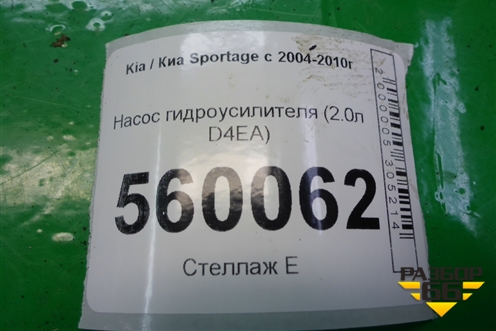 Kia / Киа Sportage с 2004-2010г
Насос гидроусилителя (2.0л
D4EA)
560062
Стеллаж Е
2000005305214
РАЗБОР
66